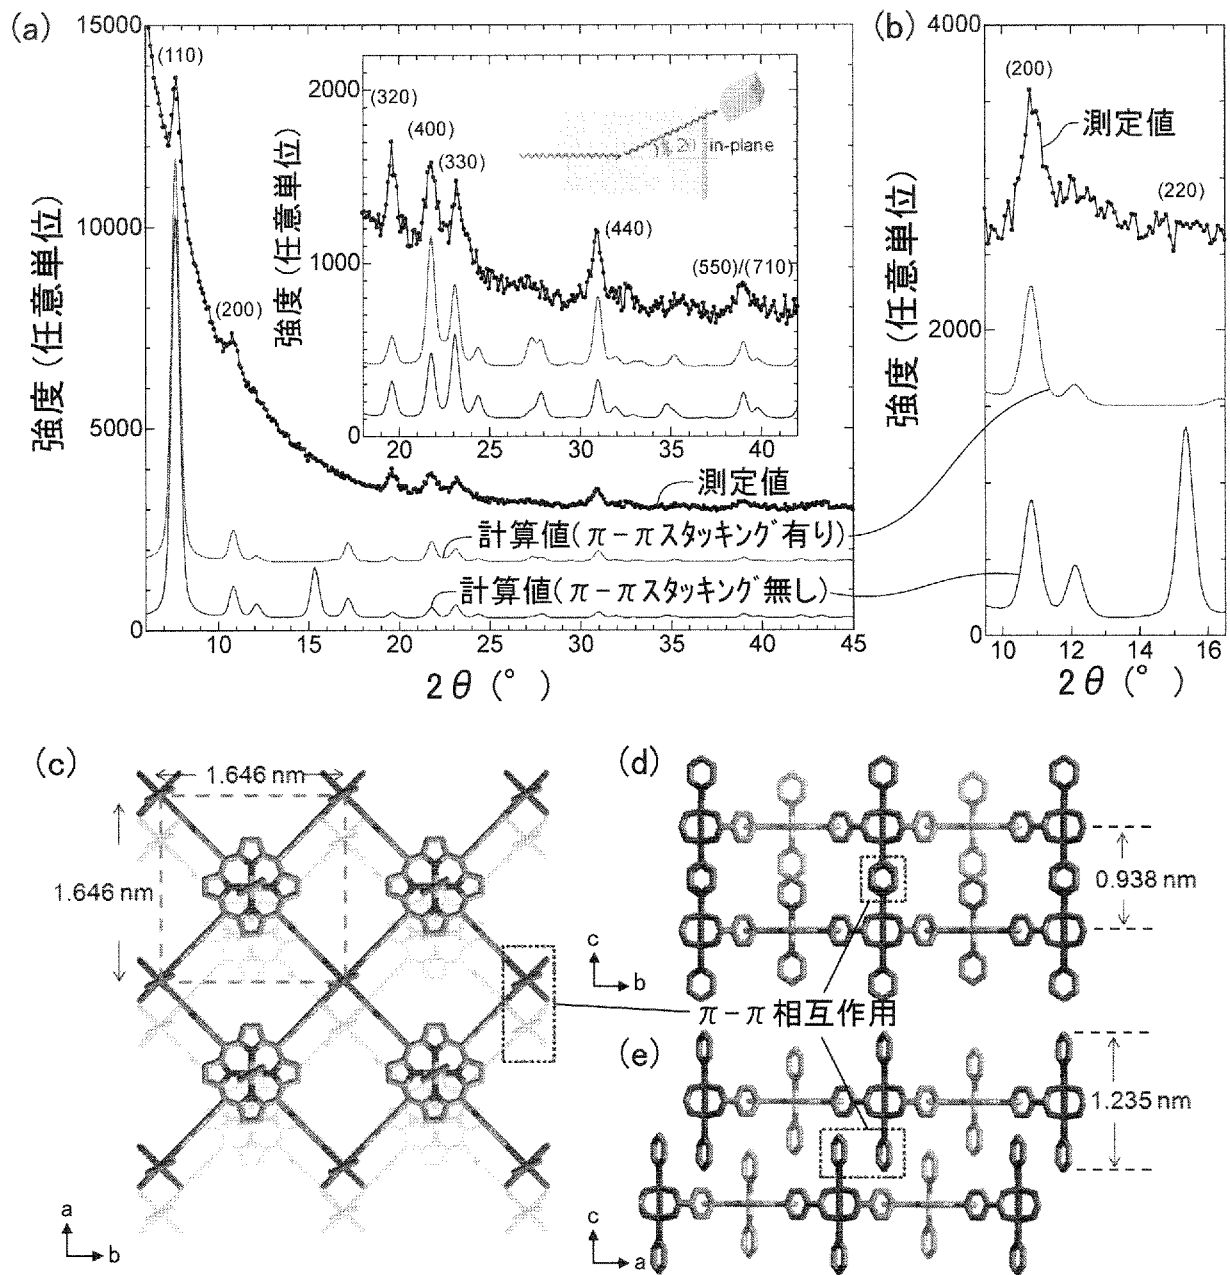 (a)
15000
10000
5000
0
強度 (任意単位)
(110)
(200)
2000
1000
0
強度 (任意単位)
(320)
(400)
(330)
(440)
(550)/(710)
2θ
in-plane
20
25
30
35
40
測定値
計算値(π-πスタッキング有り)
計算値(π-πスタッキング無し)
10
15
20
25
30
35
40
45
2θ (°)
(b)
4000
2000
0
強度 (任意単位)
(200)
測定値
(220)
10
12
14
16
2θ (°)
(c)
1.646 nm
1.646 nm
a
b
(d)
0.938 nm
c
b
π-π相互作用
(e)
1.235 nm
c
a